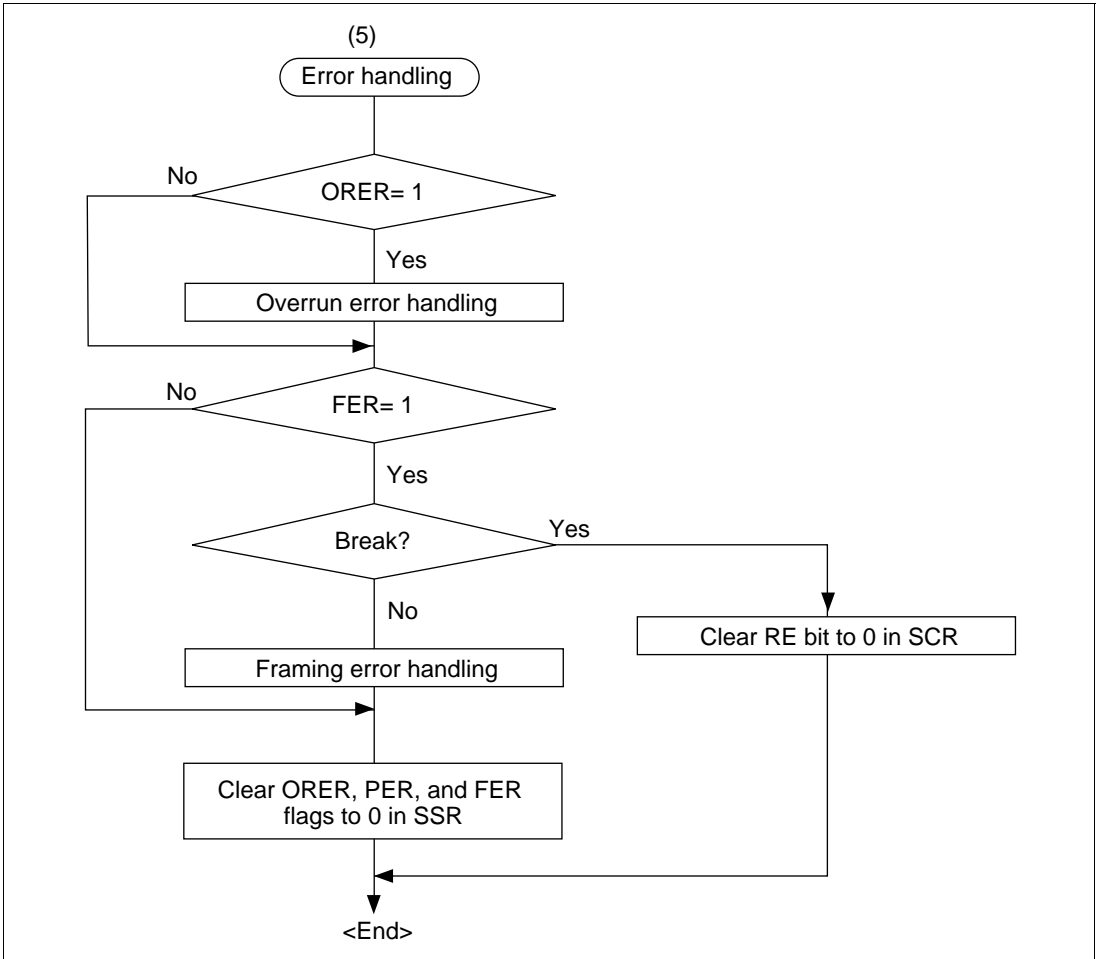 (5)
Error handling
No
ORER= 1
Yes
Overrun error handling
No
FER= 1
Yes
Break?
Yes
No
Clear RE bit to 0 in SCR
Framing error handling
Clear ORER, PER, and FER
flags to 0 in SSR
<End>